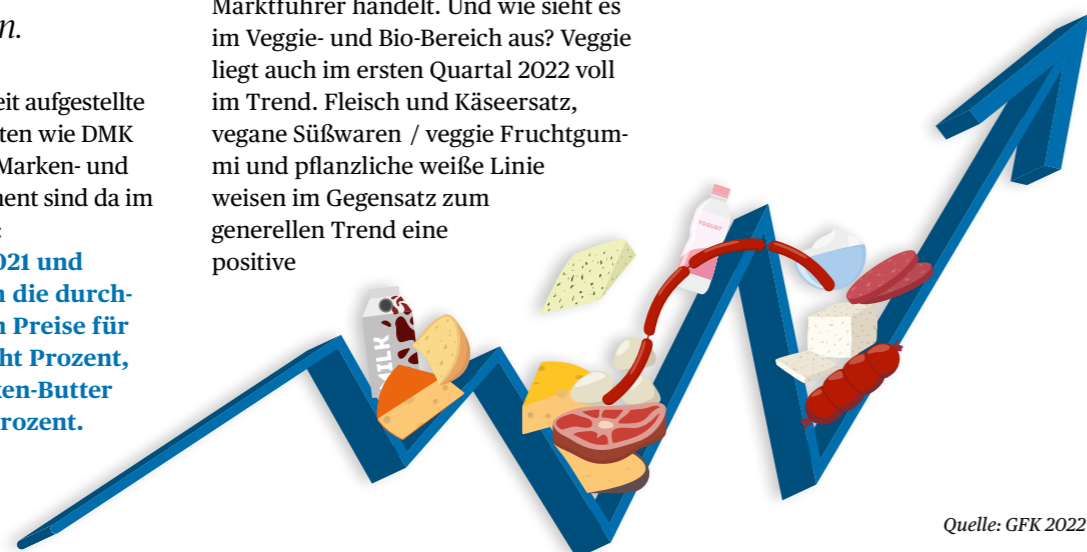 n.
eit aufgestellte
ten wie DMK
Marken- und
ent sind da im
:
021 und
n die durch-
n Preise für
ht Prozent,
ken-Butter
rozent.
Marktführer handelt. Und wie sieht es
im Veggie- und Bio-Bereich aus? Veggie
liegt auch im ersten Quartal 2022 voll
im Trend. Fleisch und Käseersatz,
vegane Süßwaren / veggie Fruchtgum-
mi und pflanzliche weiße Linie
weisen im Gegensatz zum
generellen Trend eine
positive
MILK
YOGURT
Quelle: GFK 2022